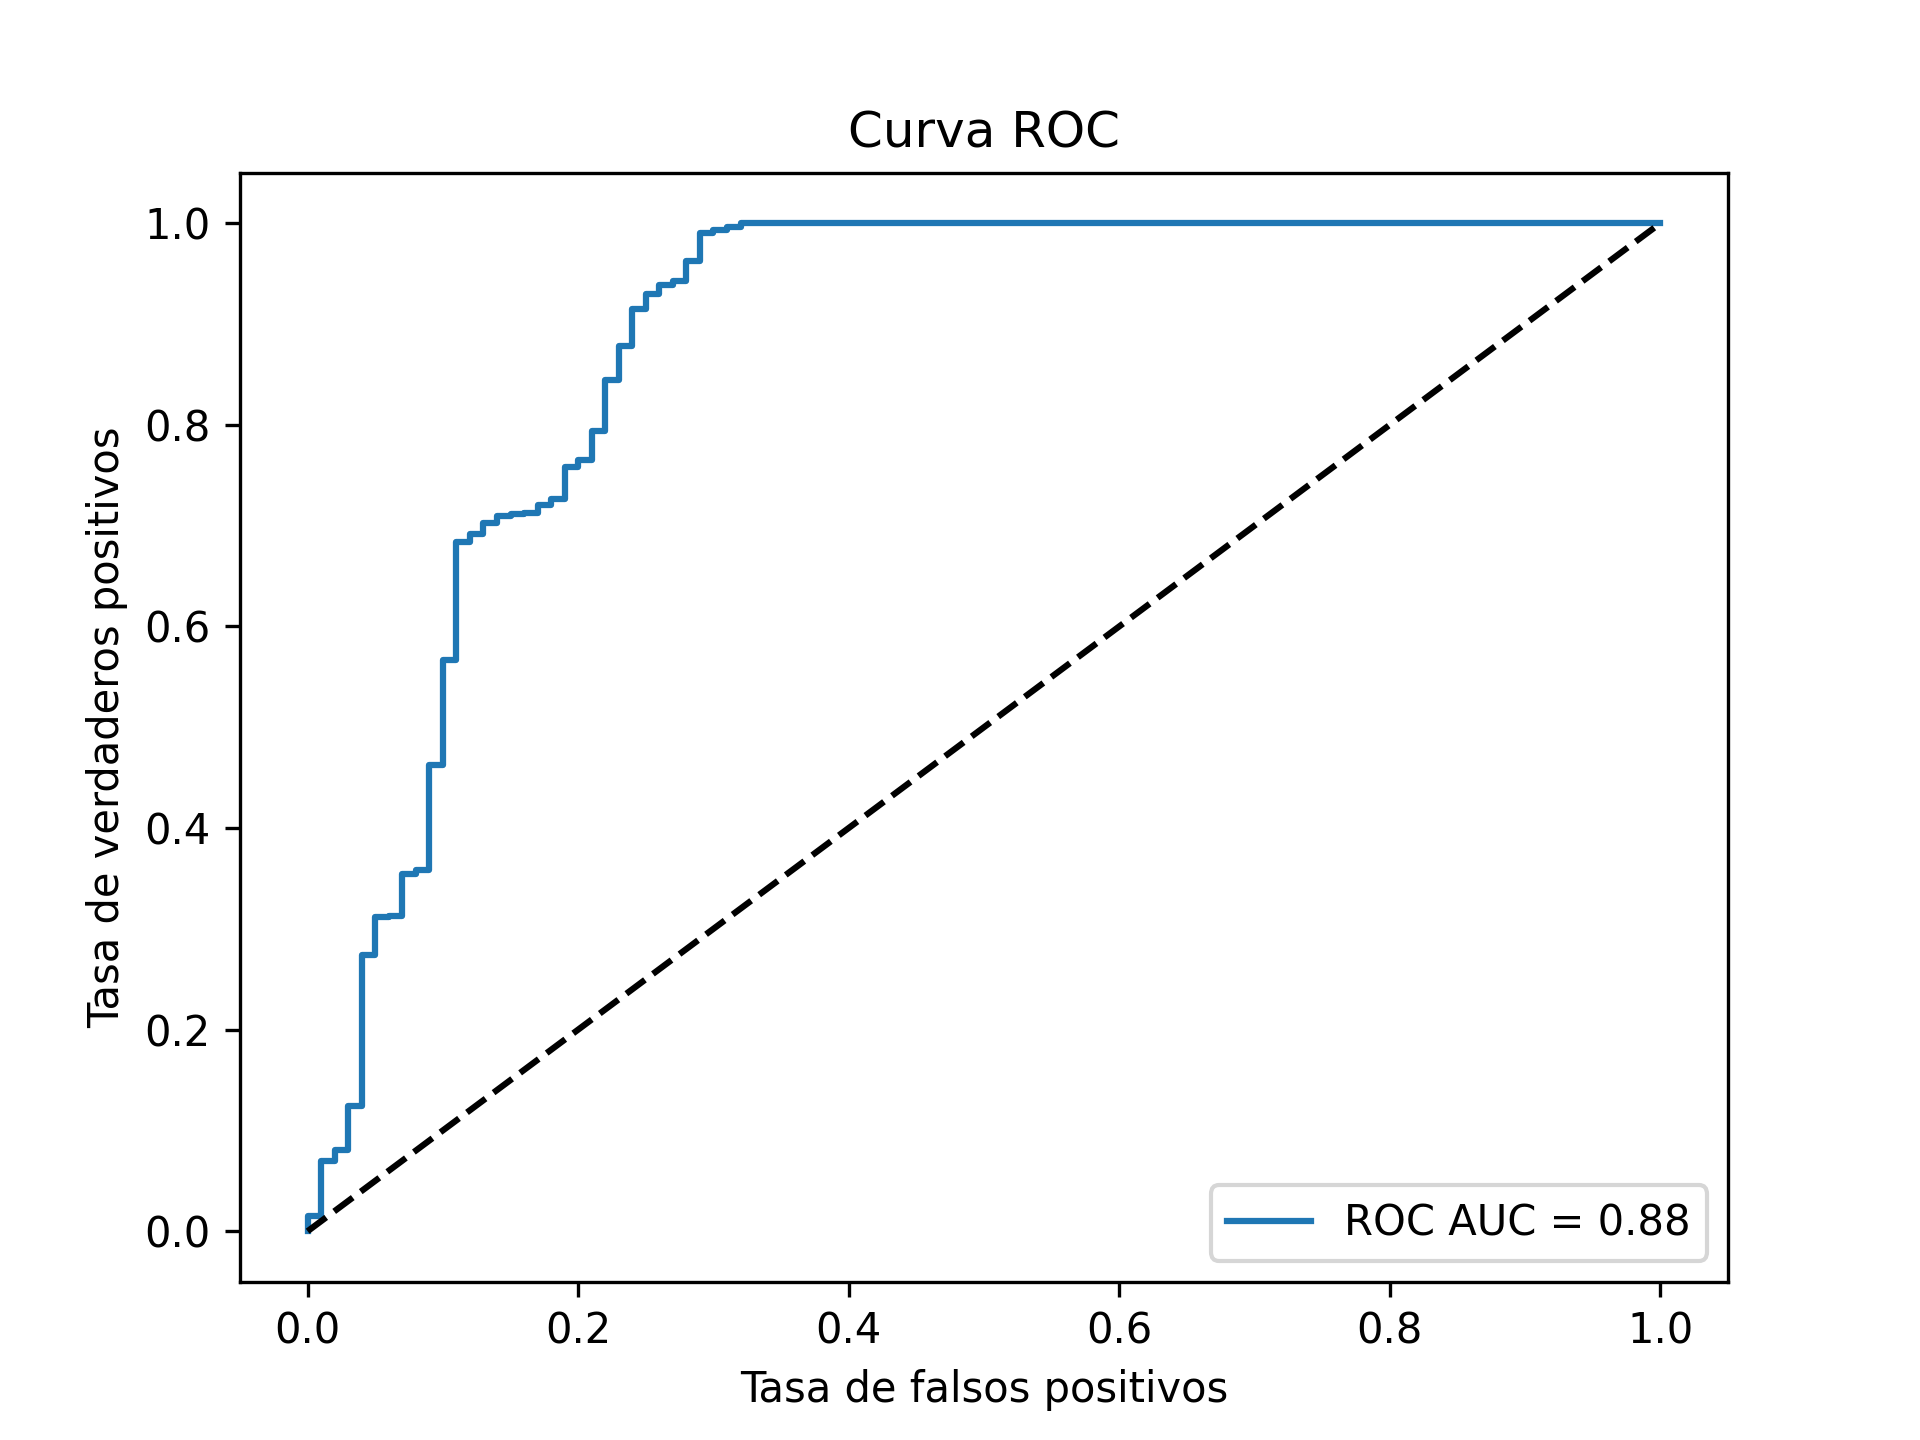 Curva ROC
Tasa de verdaderos positivos
1.0
0.8
0.6
0.4
0.2
0.0
ROC AUC = 0.88
0.0 0.2 0.4 0.6 0.8 1.0
Tasa de falsos positivos